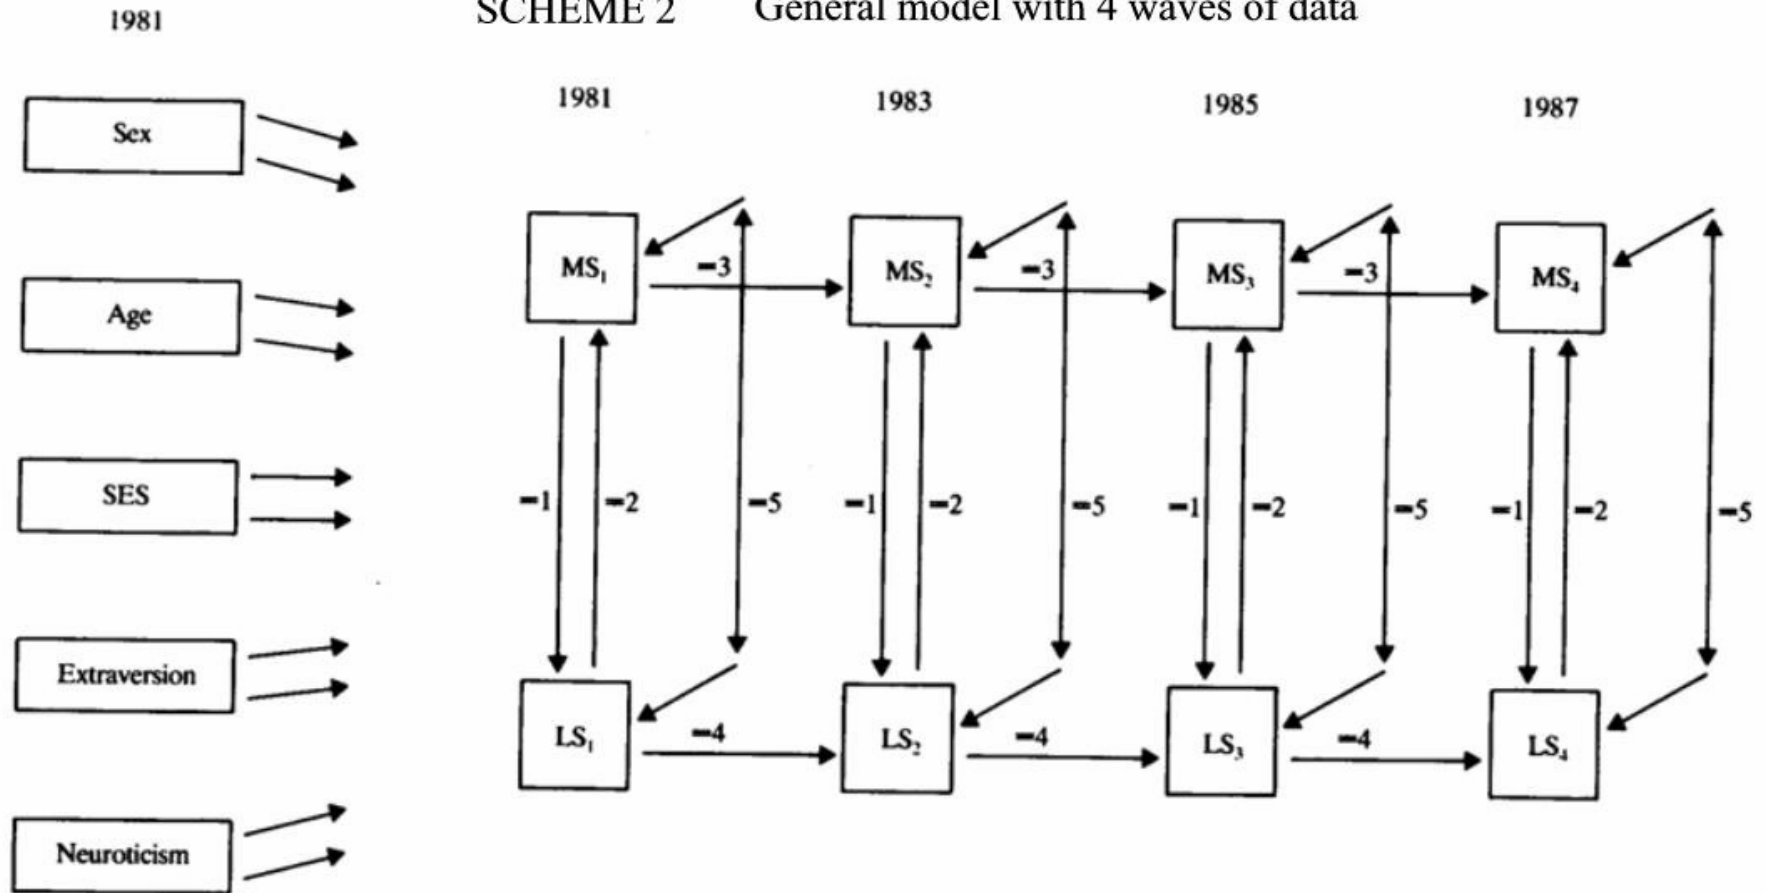 SCHEME 2 General model with 4 waves of data
1981
1981 1983 1985 1987
Sex
Age
SES
Extraversion
Neuroticism
MS₁ =3 MS₂ =3 MS₃ =3 MS₄
=1 =2 =5 =1 =2 =5 =1 =2 =5 =1 =2 =5
LS₁ =4 LS₂ =4 LS₃ =4 LS₄